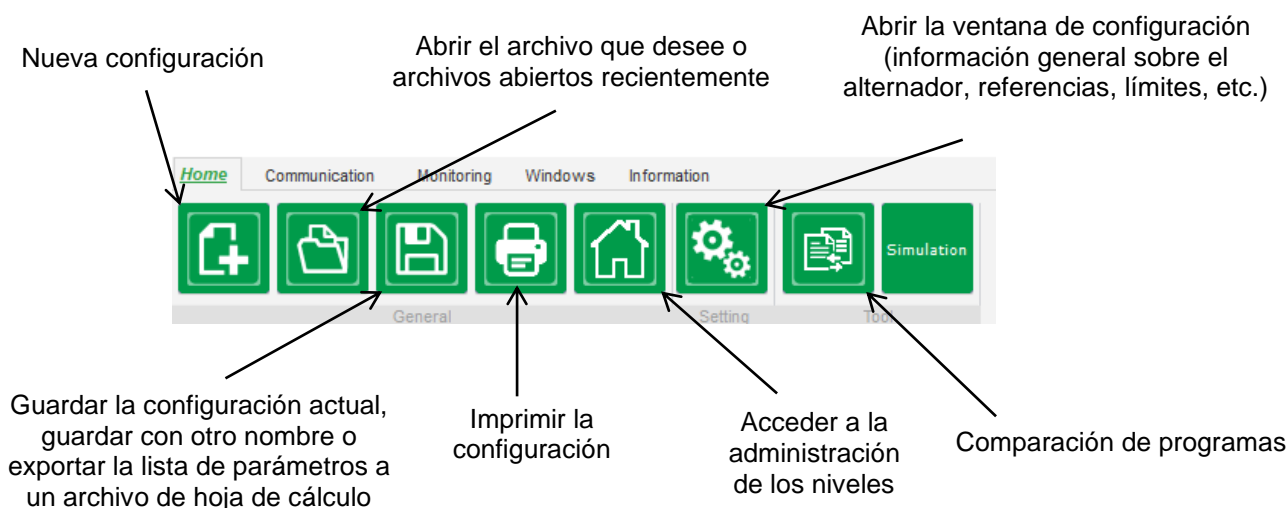 Nueva configuración
Abrir el archivo que desee o
archivos abiertos recientemente
Abrir la ventana de configuración
(información general sobre el
alternador, referencias, límites, etc.)
Home Communication Monitoring Windows Information
Simulation
General Setting Tool
Guardar la configuración actual,
guardar con otro nombre o
exportar la lista de parámetros a
un archivo de hoja de cálculo
Imprimir la
configuración
Acceder a la
administración
de los niveles
Comparación de programas